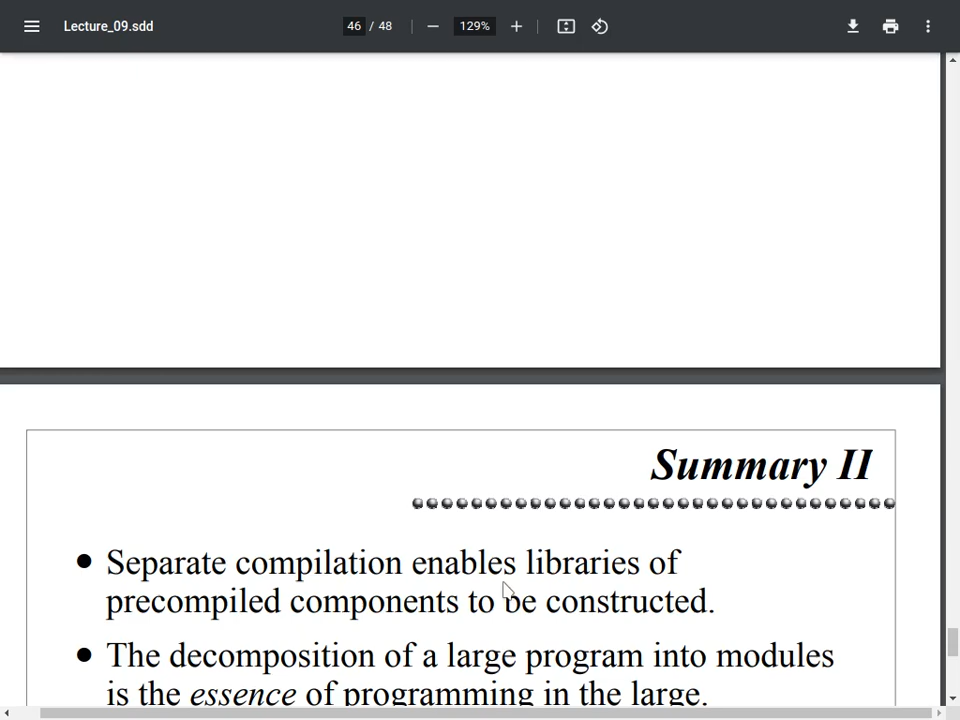 Lecture_09.sdd
46 / 48
129%
Summary II
• Separate compilation enables libraries of
precompiled components to be constructed.
• The decomposition of a large program into modules
is the essence of programming in the large.